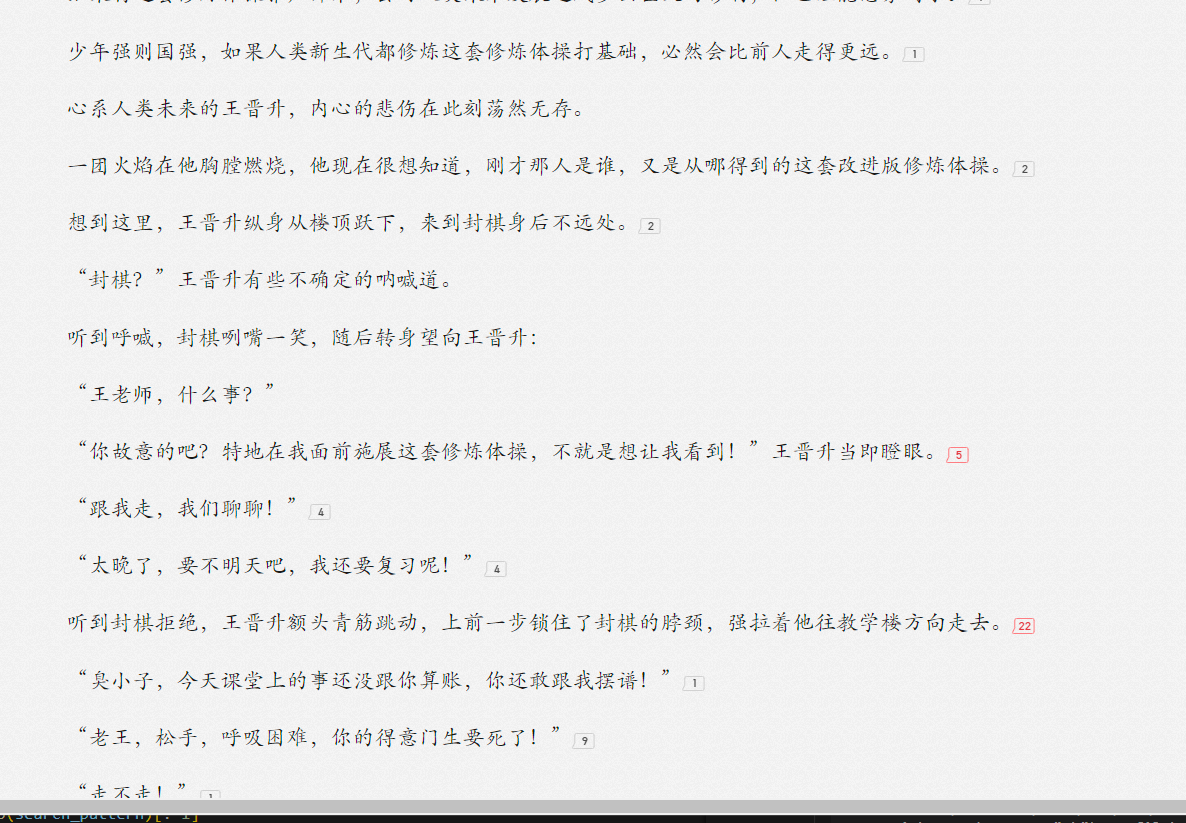 少年强则国强，如果人类新生代都修炼这套修炼体操打基础，必然会比前人走得更远。 1
心系人类未来的王晋升，内心的悲伤在此刻荡然无存。
一团火焰在他胸膛燃烧，他现在很想知道，刚才那人是谁，又是从哪得到的这套改进版修炼体操。 2
想到这里，王晋升纵身从楼顶跃下，来到封棋身后不远处。 2
“封棋？”王晋升有些不确定的呐喊道。
听到呼喊，封棋咧嘴一笑，随后转身望向王晋升：
“王老师，什么事？”
“你故意的吧？特地在我面前施展这套修炼体操，不就是想让我看到！”王晋升当即瞪眼。 5
“跟我走，我们聊聊！” 4
“太晚了，要不明天吧，我还要复习呢！” 4
听到封棋拒绝，王晋升额头青筋跳动，上前一步锁住了封棋的脖颈，强拉着他往教学楼方向走去。 22
“臭小子，今天课堂上的事还没跟你算账，你还敢跟我摆谱！” 1
“老王，松手，呼吸困难，你的得意门生要死了！” 9
“走不走！” 1